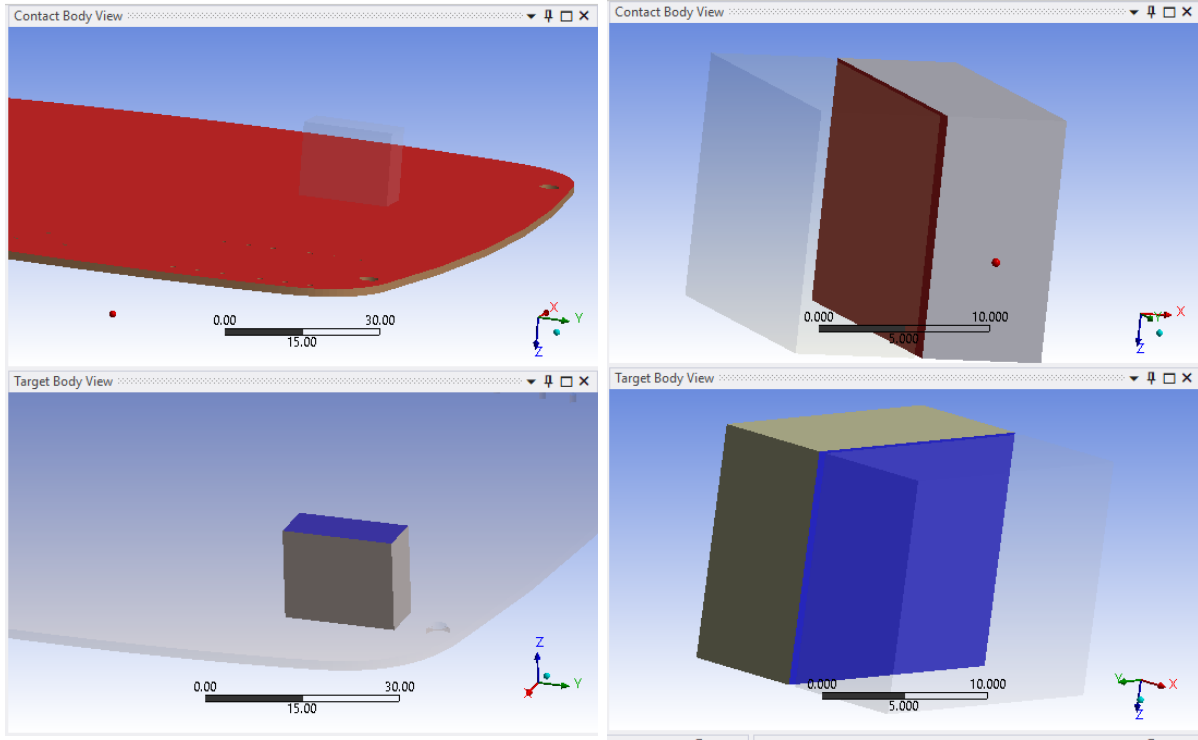 Contact Body View
0.00
30.00
15.00
X
Y
Z
Contact Body View
0.000
10.000
5.000
X
Y
Z
Target Body View
0.00
30.00
15.00
Z
Y
X
Target Body View
0.000
10.000
5.000
Y
X
Z